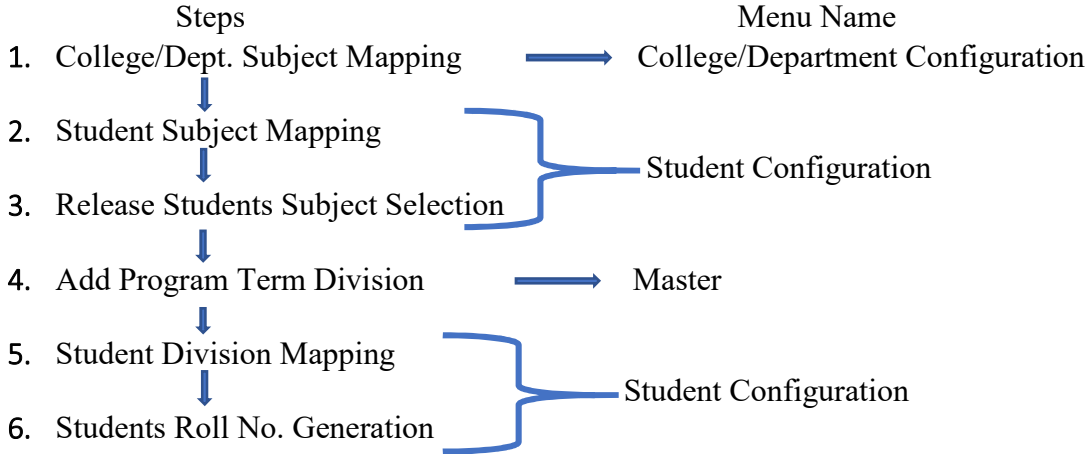 Steps Menu Name
1. College/Dept. Subject Mapping College/Department Configuration
2. Student Subject Mapping
Student Configuration
3. Release Students Subject Selection
4. Add Program Term Division Master
5. Student Division Mapping
Student Configuration
6. Students Roll No. Generation